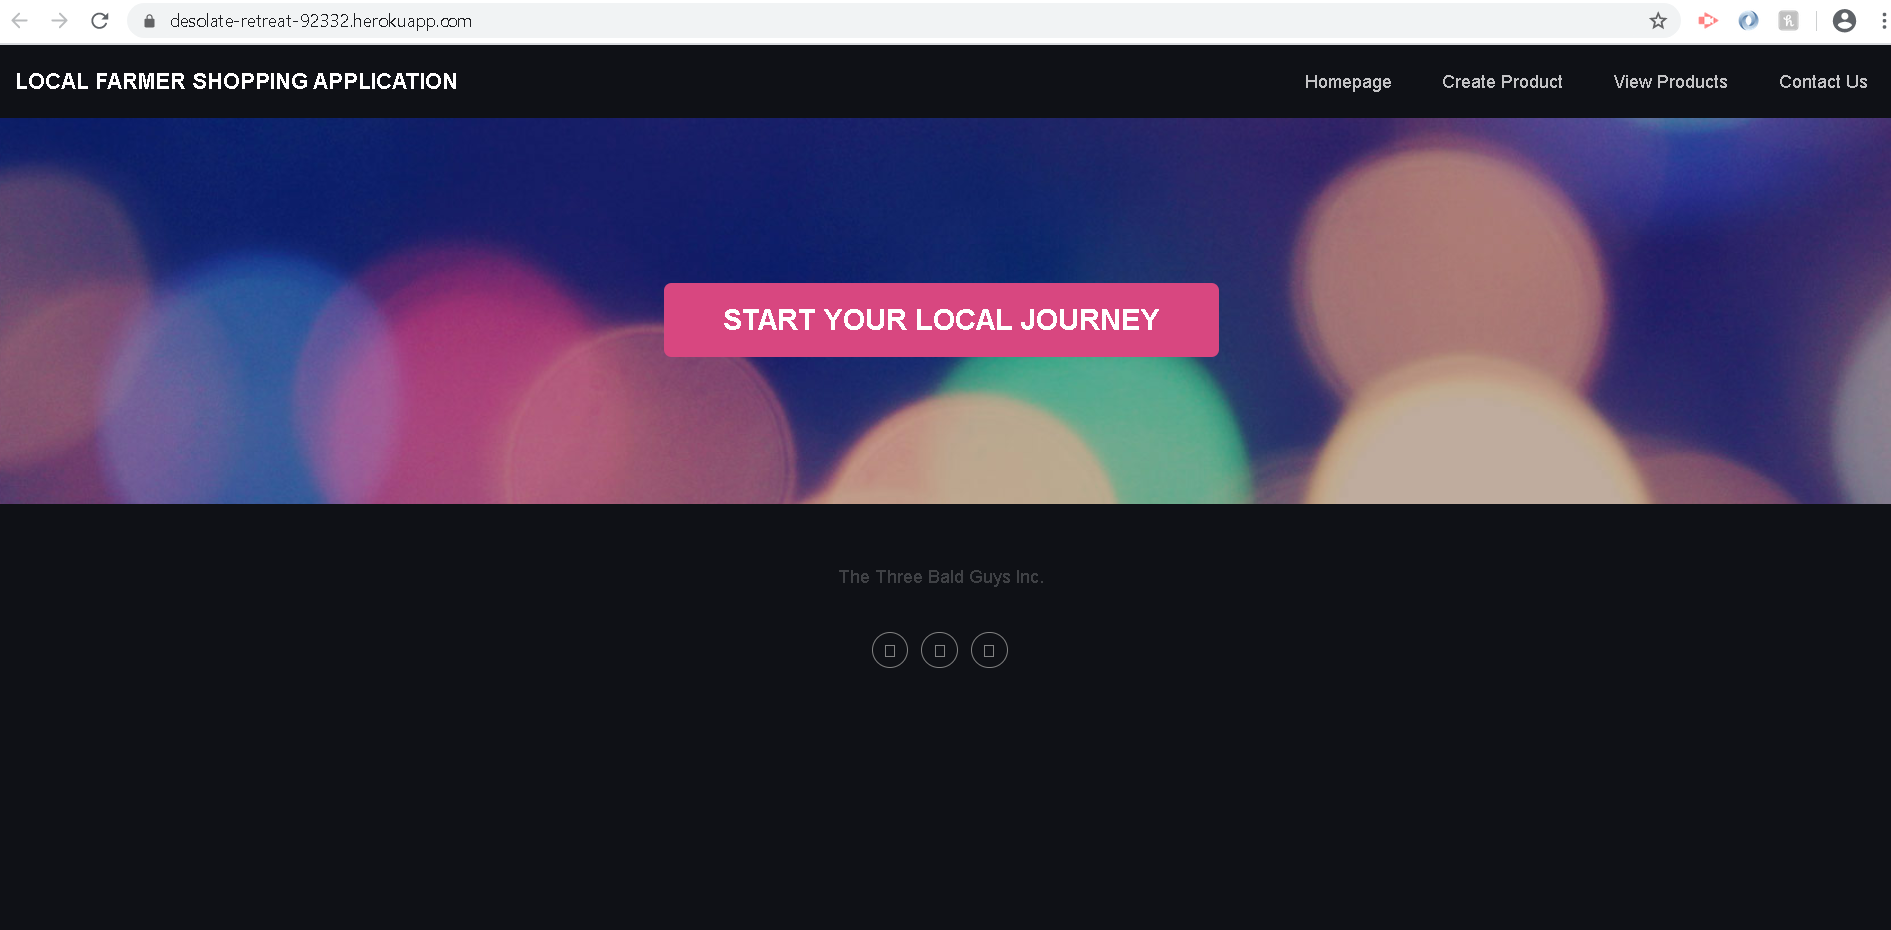 desolate-retreat-92332.herokuapp.com
LOCAL FARMER SHOPPING APPLICATION
Homepage Create Product View Products Contact Us
START YOUR LOCAL JOURNEY
The Three Bald Guys Inc.